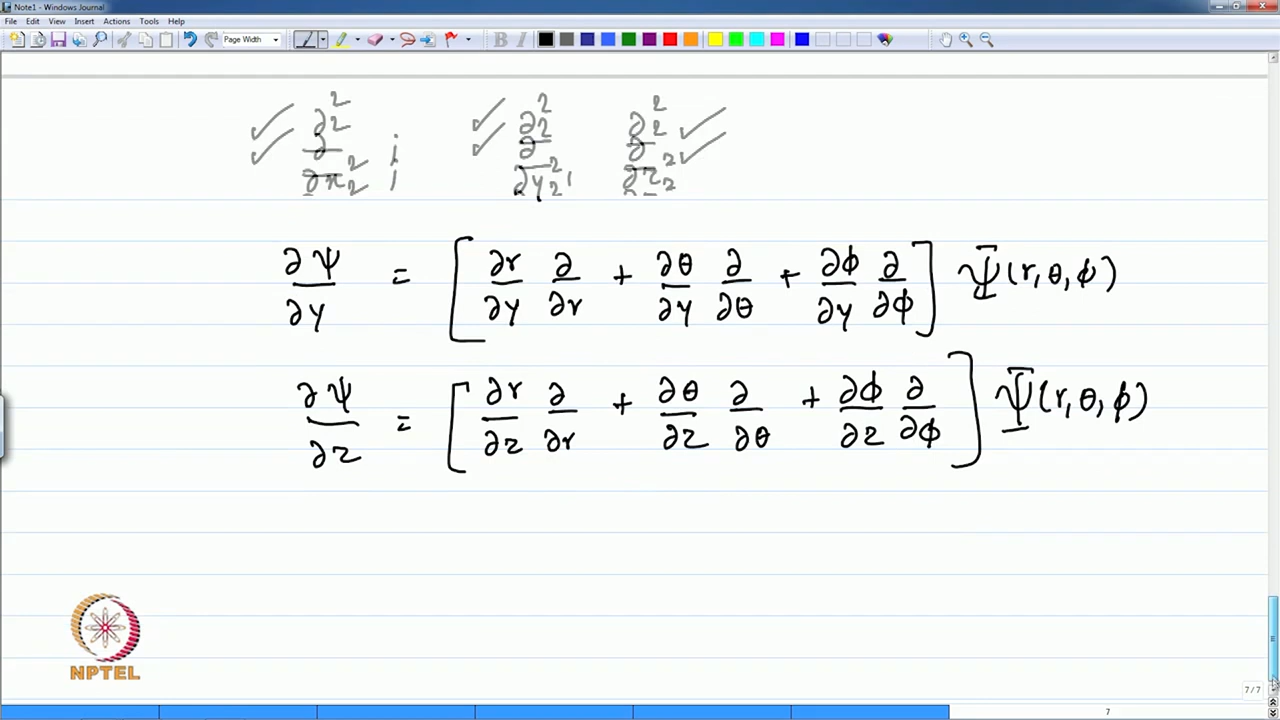 Note1 - Windows Journal
File Edit View Insert Actions Tools Help
Page Width
∂²/∂x² ; ∂²/∂y² , ∂²/∂z²
∂ψ/∂y = [ ∂r/∂y ∂/∂r + ∂θ/∂y ∂/∂θ + ∂ϕ/∂y ∂/∂ϕ ] Ψ(r, θ, ϕ)
∂ψ/∂z = [ ∂r/∂z ∂/∂r + ∂θ/∂z ∂/∂θ + ∂ϕ/∂z ∂/∂ϕ ] Ψ(r, θ, ϕ)
NPTEL
7/7
7